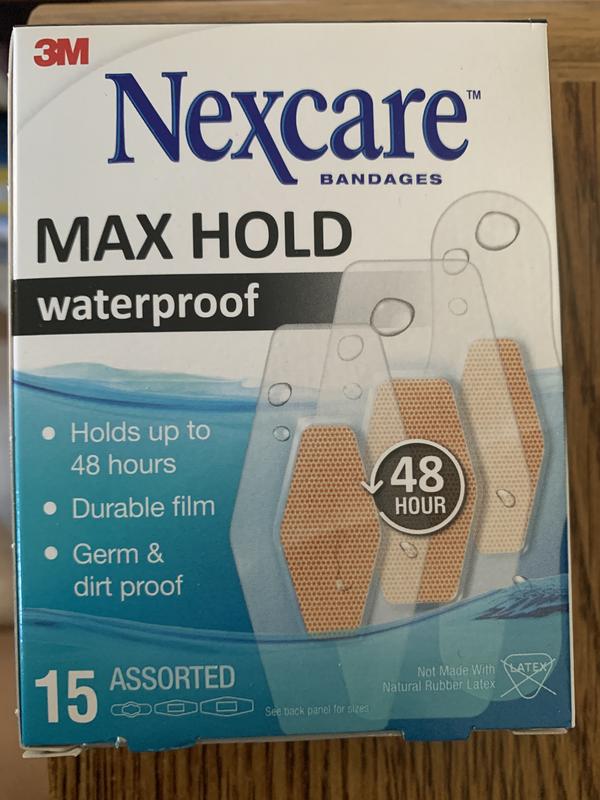 3M
Nexcare™
BANDAGES
MAX HOLD
waterproof
• Holds up to
48 hours
• Durable film
• Germ &
dirt proof
48
HOUR
15 ASSORTED
See back panel for sizes
Not Made With
Natural Rubber Latex
LATEX